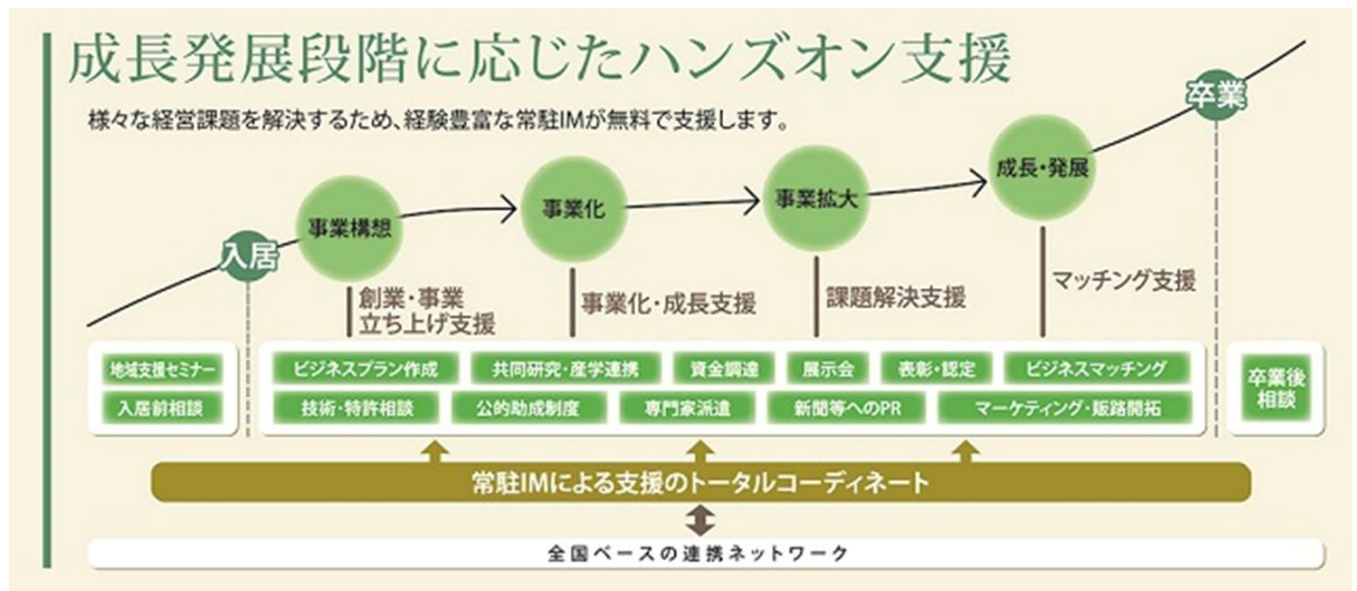 成長発展段階に応じたハンズオン支援
様々な経営課題を解決するため、経験豊富な常駐IMが無料で支援します。
卒業
成長・発展
事業拡大
事業化
事業構想
入居
創業・事業
立ち上げ支援
事業化・成長支援
課題解決支援
マッチング支援
地域支援セミナー
入居前相談
ビジネスプラン作成
共同研究・産学連携
資金調達
展示会
表彰・認定
ビジネスマッチング
技術・特許相談
公的助成制度
専門家派遣
新聞等へのPR
マーケティング・販路開拓
卒業後
相談
常駐IMによる支援のトータルコーディネート
全国ベースの連携ネットワーク